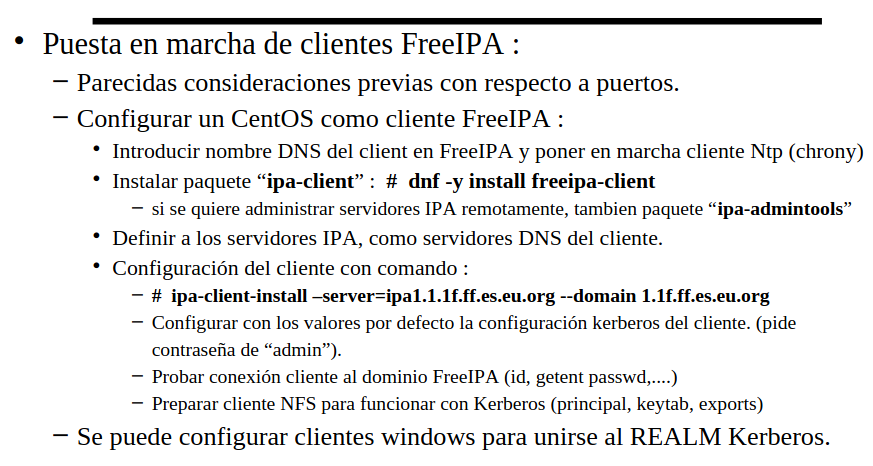 • Puesta en marcha de clientes FreeIPA :
– Parecidas consideraciones previas con respecto a puertos.
– Configurar un CentOS como cliente FreeIPA :
• Introducir nombre DNS del client en FreeIPA y poner en marcha cliente Ntp (chrony)
• Instalar paquete “ipa-client” : # dnf -y install freeipa-client
– si se quiere administrar servidores IPA remotamente, tambien paquete “ipa-admintools”
• Definir a los servidores IPA, como servidores DNS del cliente.
• Configuración del cliente con comando :
– # ipa-client-install –server=ipa1.1.1f.ff.es.eu.org --domain 1.1f.ff.es.eu.org
– Configurar con los valores por defecto la configuración kerberos del cliente. (pide
contraseña de “admin”).
– Probar conexión cliente al dominio FreeIPA (id, getent passwd,....)
– Preparar cliente NFS para funcionar con Kerberos (principal, keytab, exports)
– Se puede configurar clientes windows para unirse al REALM Kerberos.